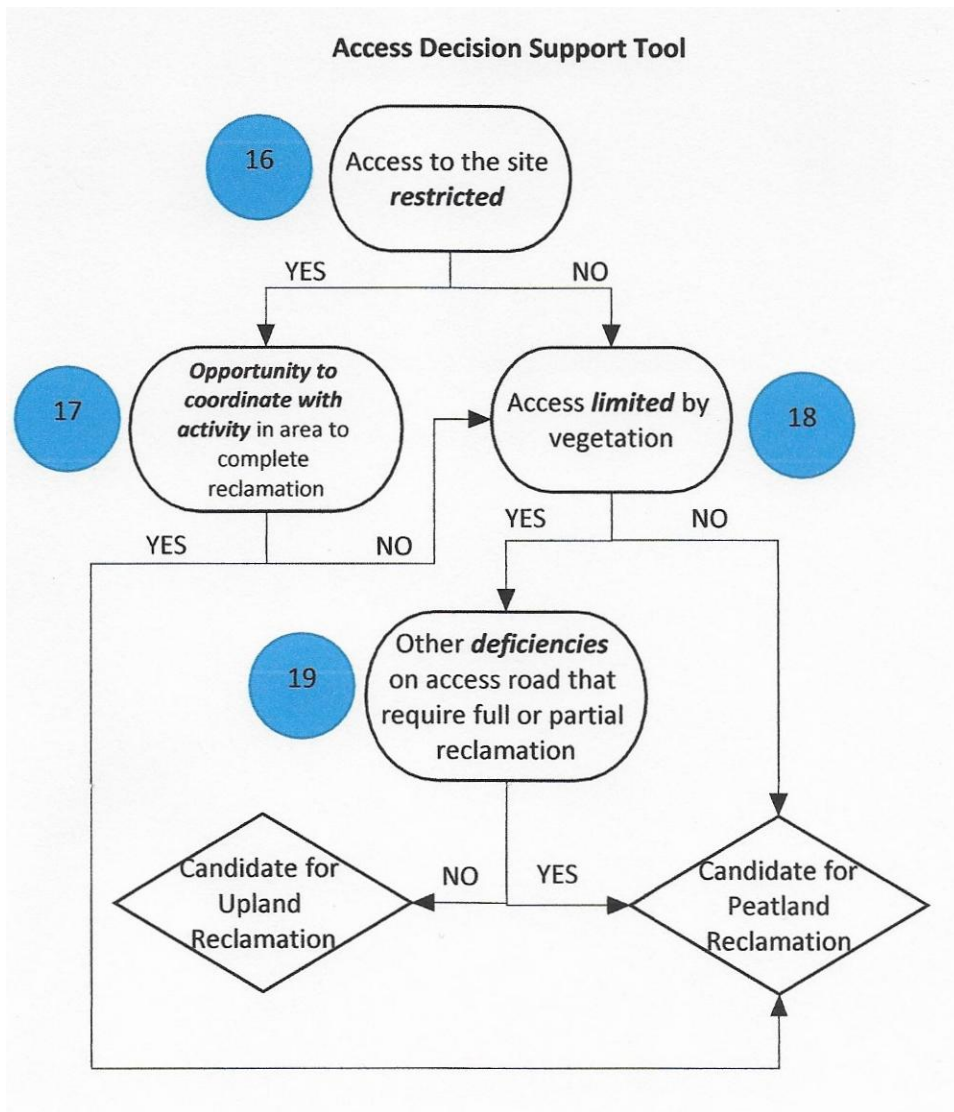 Access Decision Support Tool
16
Access to the site
restricted
YES
NO
17
Opportunity to
coordinate with
activity in area to
complete
reclamation
Access limited by
vegetation
18
YES
NO
YES
NO
19
Other deficiencies
on access road that
require full or partial
reclamation
Candidate for
Upland
Reclamation
NO
YES
Candidate for
Peatland
Reclamation